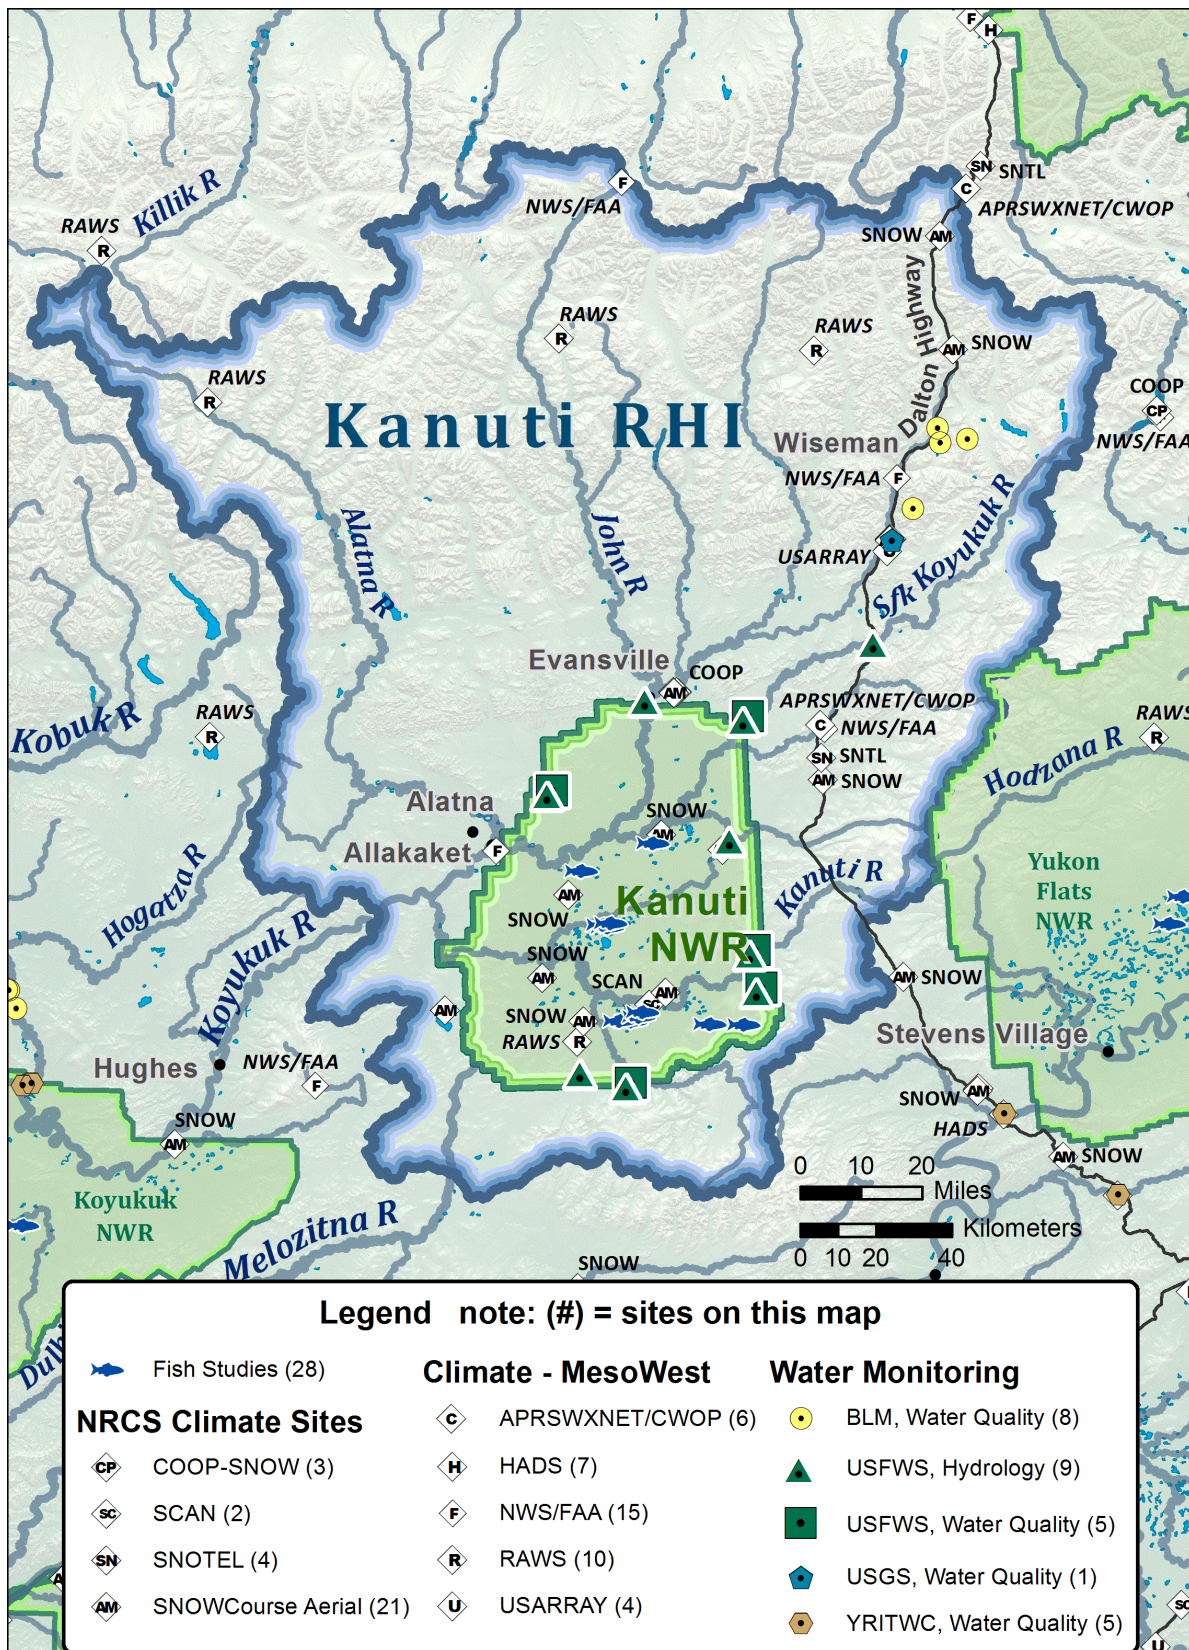 F
H
SN
SNTL
C
APRSWXNET/CWOP
F
NWS/FAA
Killik R
RAWS
R
SNOW
AM
Dalton Highway
RAWS
R
RAWS
R
AM
SNOW
RAWS
R
COOP
CP
NWS/FAA
Kanuti RHI
Wiseman
NWS/FAA
F
Alatna R
John R
USARRAY
Sfk Koyukuk R
Evansville
COOP
AM
Kobuk R
RAWS
R
APRSWXNET/CWOP
C
NWS/FAA
SN
SNTL
AM
SNOW
RAWS
R
Hodzana R
Alatna
Allakaket
F
SNOW
AM
Kanuti R
Hogatza R
Yukon
Flats
NWR
AM
SNOW
Kanuti
NWR
Koyukuk R
SNOW
AM
SCAN
SC
AM
AM
SNOW
AM
RAWS
R
AM
SNOW
Stevens Village
Hughes
NWS/FAA
F
SNOW
AM
HADS
SNOW
AM
AM
SNOW
Koyukuk
NWR
Melozitna R
0 10 20
Miles
Kilometers
0 10 20 40
SNOW
Legend note: (#) = sites on this map
Fish Studies (28)
NRCS Climate Sites
CP COOP-SNOW (3)
SC SCAN (2)
SN SNOTEL (4)
AM SNOWCourse Aerial (21)
Climate - MesoWest
C APRSWXNET/CWOP (6)
H HADS (7)
F NWS/FAA (15)
R RAWS (10)
U USARRAY (4)
Water Monitoring
BLM, Water Quality (8)
USFWS, Hydrology (9)
USFWS, Water Quality (5)
USGS, Water Quality (1)
YRITWC, Water Quality (5)
SC
U